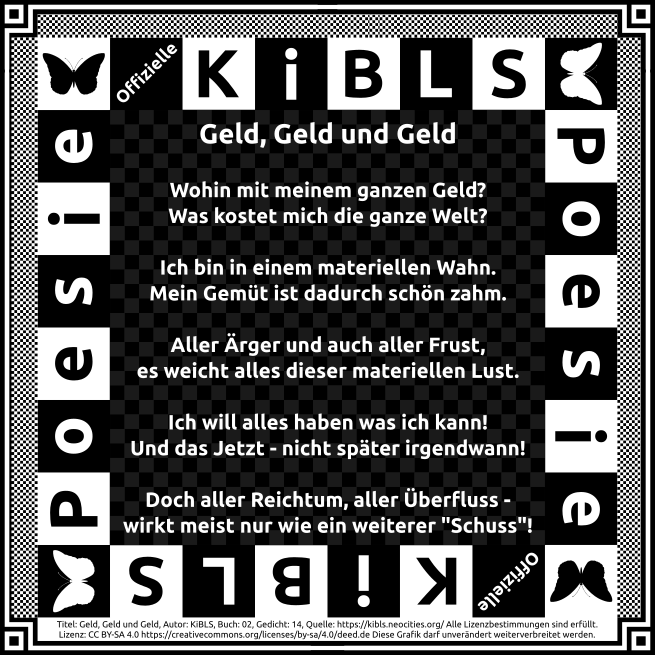 Offizielle
KiBLS
Poesie
Geld, Geld und Geld
Wohin mit meinem ganzen Geld?
Was kostet mich die ganze Welt?
Ich bin in einem materiellen Wahn.
Mein Gemüt ist dadurch schön zahm.
Aller Ärger und auch aller Frust,
es weicht alles dieser materiellen Lust.
Ich will alles haben was ich kann!
Und das Jetzt - nicht später irgendwann!
Doch aller Reichtum, aller Überfluss -
wirkt meist nur wie ein weiterer "Schuss"!
Poesie
Offizielle
KiBLS
Titel: Geld, Geld und Geld, Autor: KiBLS, Buch: 02, Gedicht: 14, Quelle: https://kibls.neocities.org/ Alle Lizenzbestimmungen sind erfüllt.
Lizenz: CC BY-SA 4.0 https://creativecommons.org/licenses/by-sa/4.0/deed.de Diese Grafik darf unverändert weiterverbreitet werden.